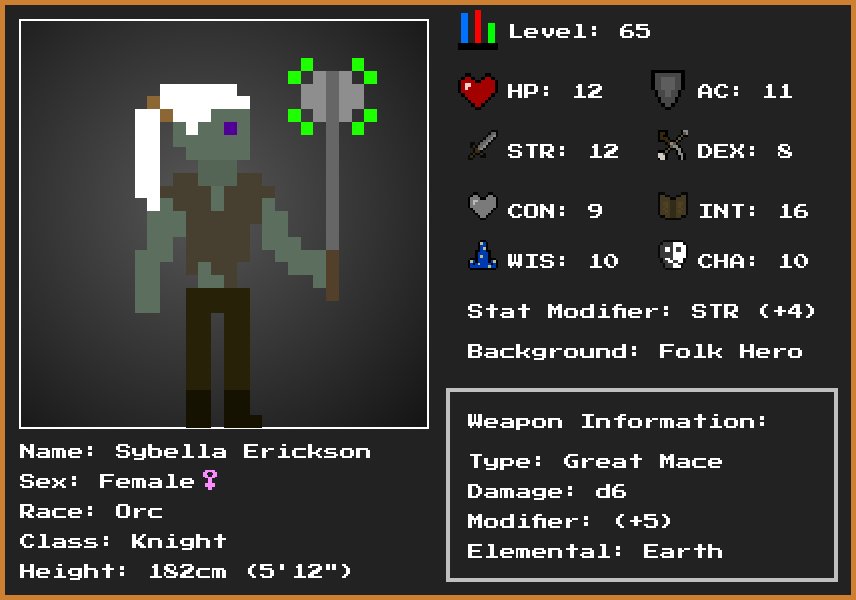 Level: 65
HP: 12
AC: 11
STR: 12
DEX: 8
CON: 9
INT: 16
WIS: 10
CHA: 10
Stat Modifier: STR (+4)
Background: Folk Hero
Weapon Information:
Type: Great Mace
Damage: d6
Modifier: (+5)
Elemental: Earth
Name: Sybella Erickson
Sex: Female♀
Race: Orc
Class: Knight
Height: 182cm (5'12")